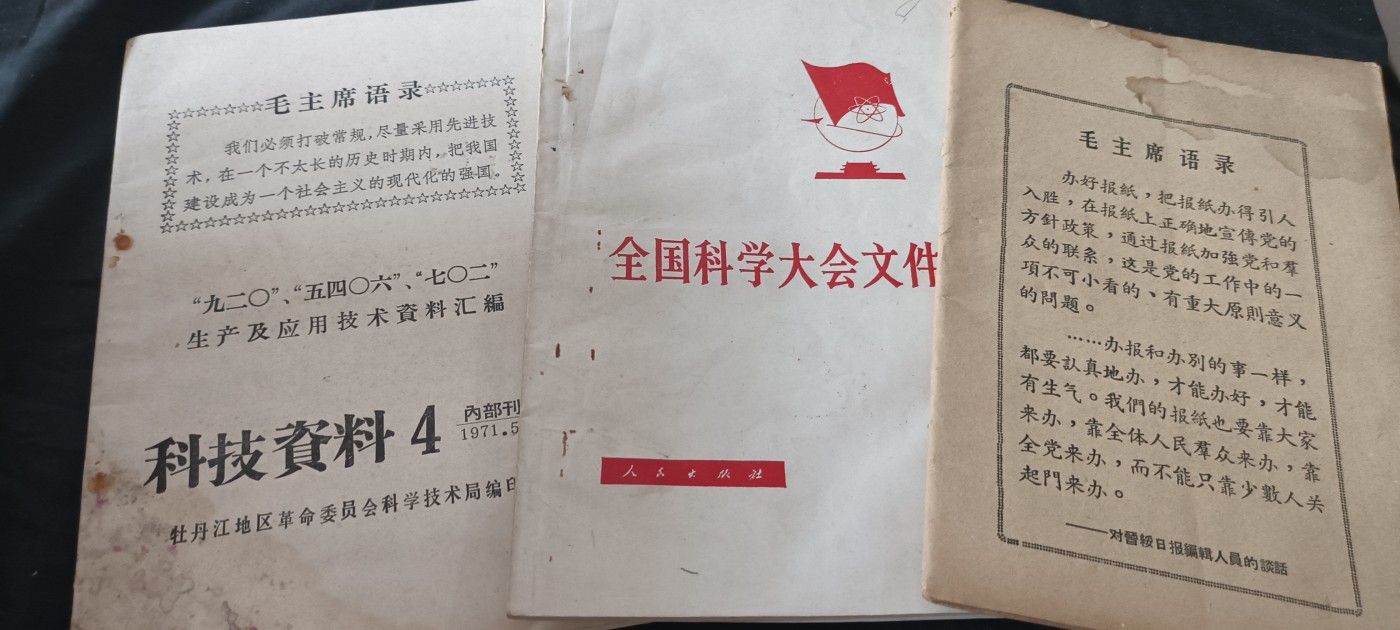 毛主席语录
我们必须打破常规，尽量采用先进技
术，在一个不太长的历史时期内，把我国
建设成为一个社会主义的现代化的强国。
“九二〇”、“五四〇六”、“七〇二”
生产及应用技术資料汇編
科技資料4
內部刊
1971.5
牡丹江地区革命委员会科学技术局编印
全国科学大会文件
人民出版社
毛主席语录
办好报紙，把报紙办得引人
入胜，在报紙上正确地宣傳党的
方針政策，通过报紙加強党和羣
众的联系，这是党的工作中的一
項不可小看的、有重大原則意义
的問題。
……办报和办別的事一样，
都要認真地办，才能办好，才能
有生气。我們的报紙也要靠大家
来办，靠全体人民羣众来办，靠
全党来办，而不能只靠少數人关
起門来办。
——对晉綏日报編輯人員的談話